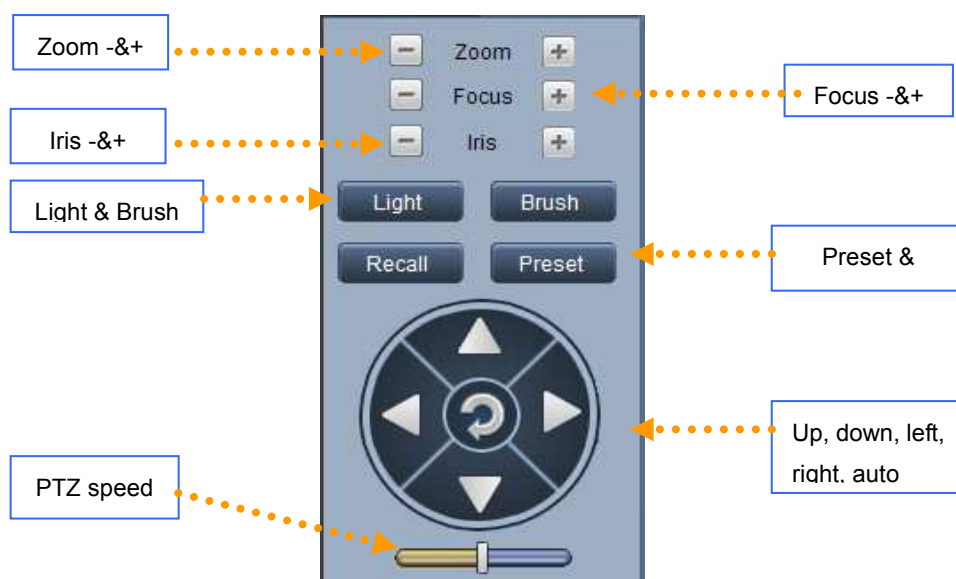 Zoom -&+
− Zoom +
− Focus +
Focus -&+
Iris -&+
− Iris +
Light & Brush
Light Brush
Recall Preset
Preset &
Up, down, left,
right, auto
PTZ speed